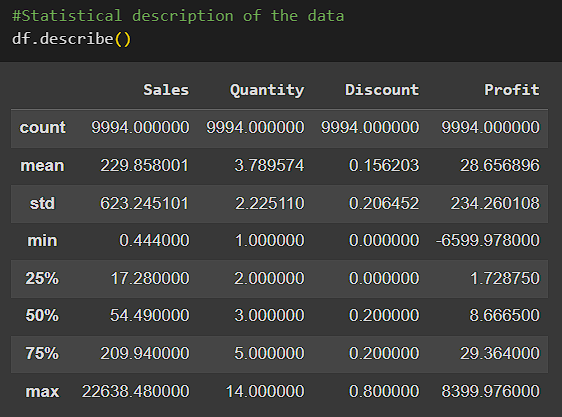 #Statistical description of the data
df.describe()
Sales Quantity Discount Profit
count 9994.000000 9994.000000 9994.000000 9994.000000
mean 229.858001 3.789574 0.156203 28.656896
std 623.245101 2.225110 0.206452 234.260108
min 0.444000 1.000000 0.000000 -6599.978000
25% 17.280000 2.000000 0.000000 1.728750
50% 54.490000 3.000000 0.200000 8.666500
75% 209.940000 5.000000 0.200000 29.364000
max 22638.480000 14.000000 0.800000 8399.976000